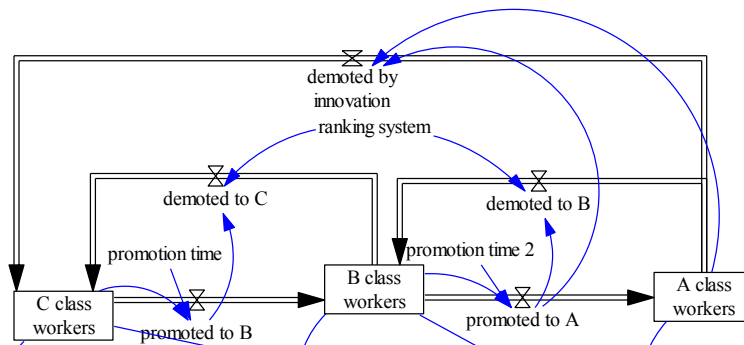 demoted by
innovation
ranking system
demoted to C
demoted to B
promotion time
promotion time 2
C class
workers
B class
workers
A class
workers
promoted to B
promoted to A